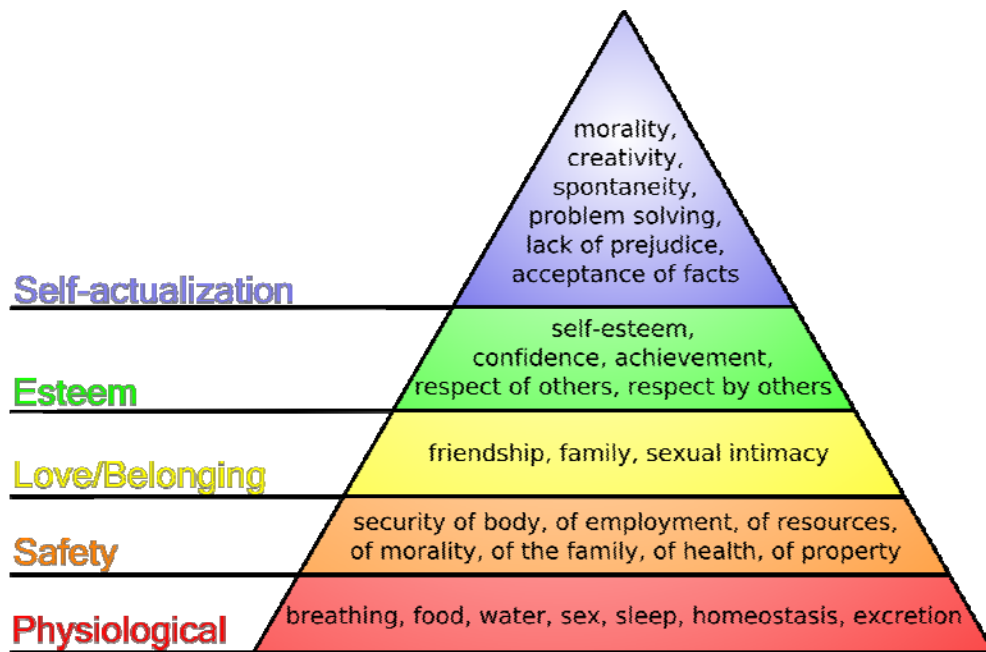 morality,
creativity,
spontaneity,
problem solving,
lack of prejudice,
acceptance of facts
Self-actualization
self-esteem,
confidence, achievement,
respect of others, respect by others
Esteem
friendship, family, sexual intimacy
Love/Belonging
security of body, of employment, of resources,
of morality, of the family, of health, of property
Safety
breathing, food, water, sex, sleep, homeostasis, excretion
Physiological